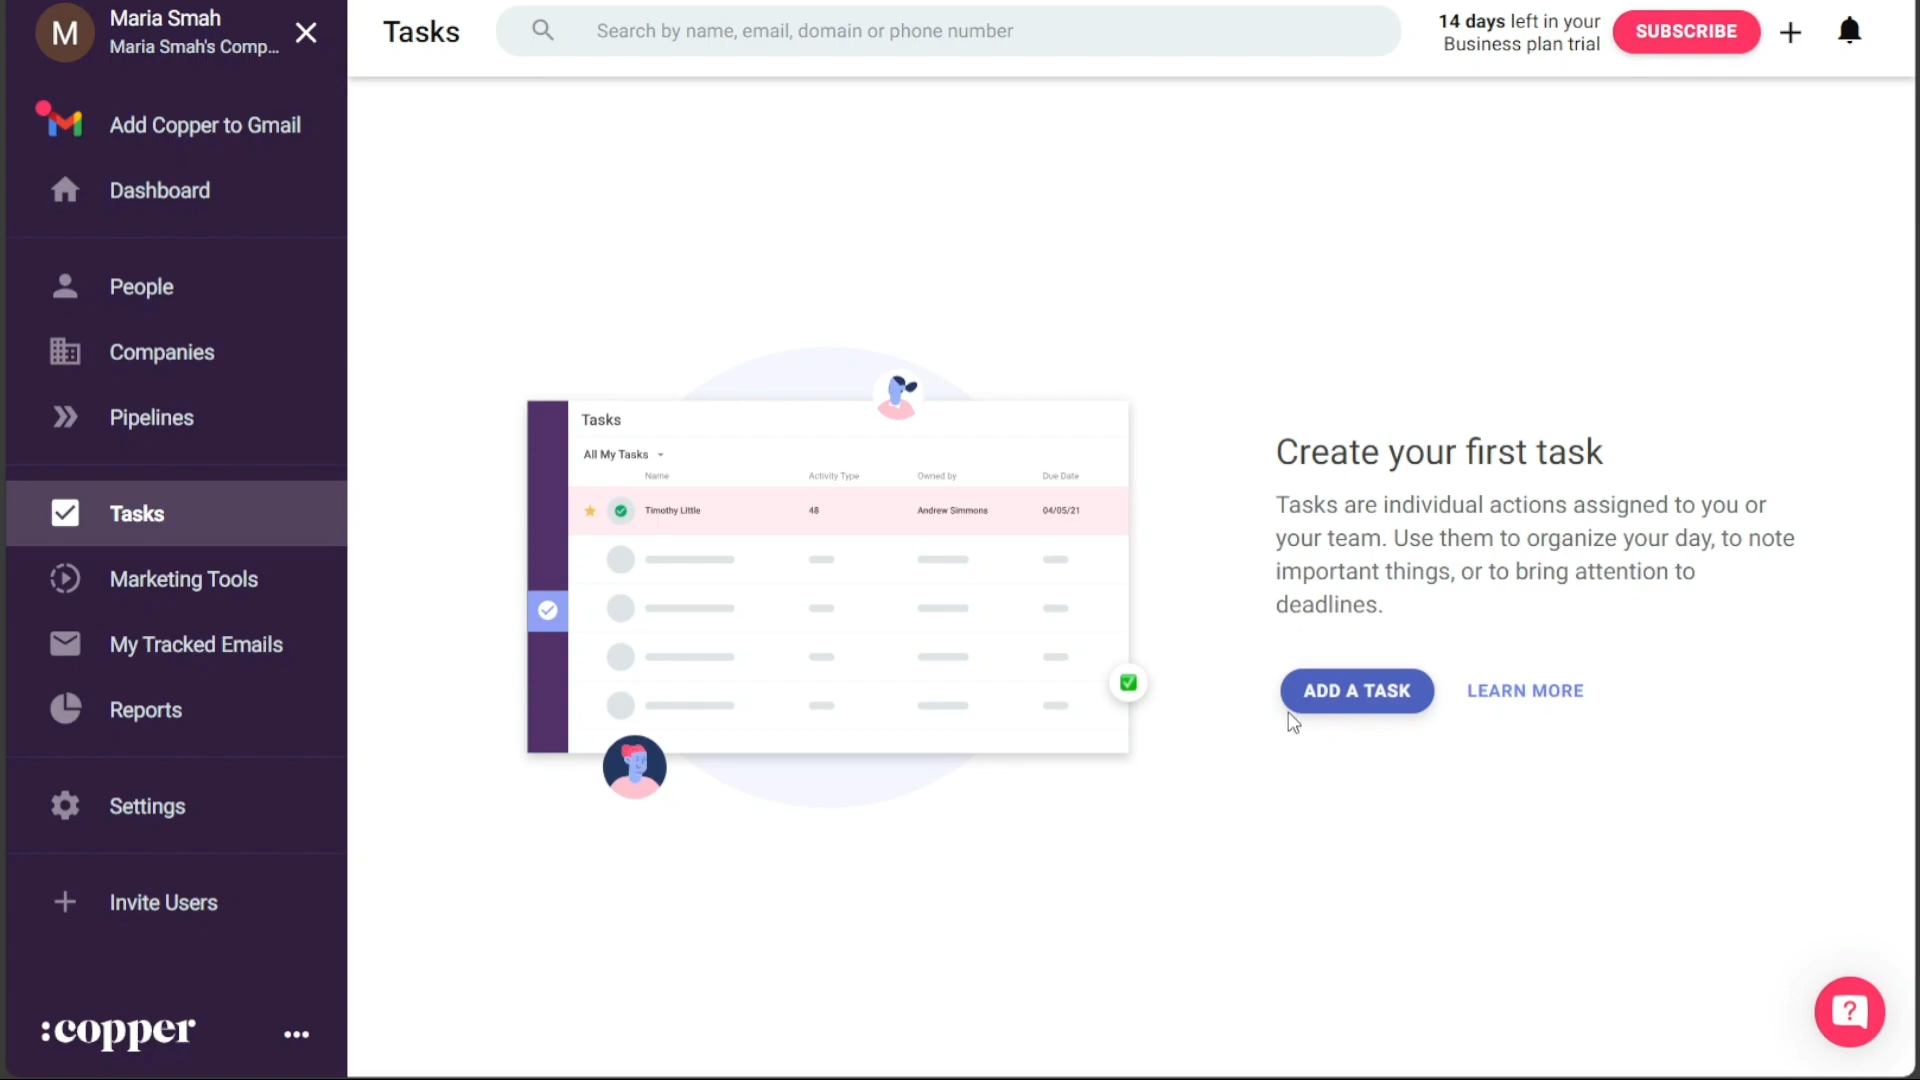 M
Maria Smah
Maria Smah's Comp...
Add Copper to Gmail
Dashboard
People
Companies
Pipelines
Tasks
Marketing Tools
My Tracked Emails
Reports
Settings
Invite Users
:copper
Tasks
Search by name, email, domain or phone number
14 days left in your
Business plan trial
SUBSCRIBE
Tasks
All My Tasks
Name Activity Type Owned by Due Date
Timothy Little 48 Andrew Simmons 04/05/21
Create your first task
Tasks are individual actions assigned to you or
your team. Use them to organize your day, to note
important things, or to bring attention to
deadlines.
ADD A TASK
LEARN MORE
?